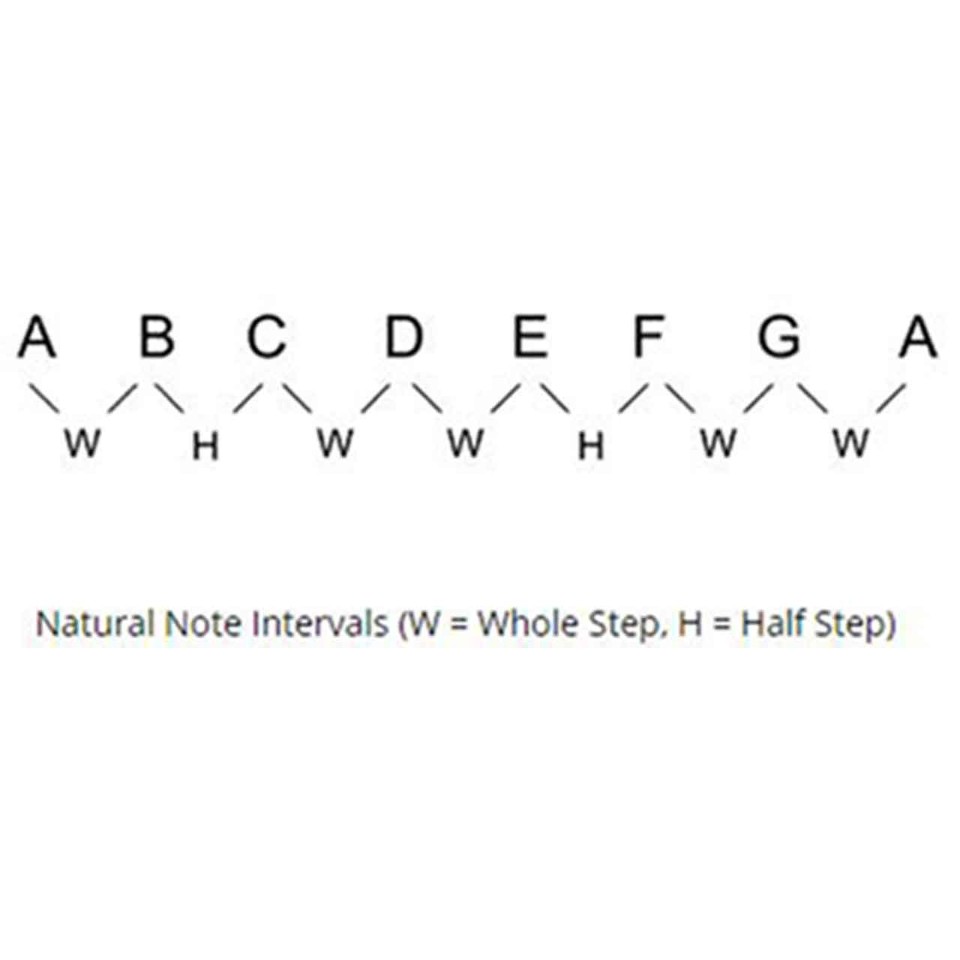 A B C D E F G A
W H W W H W W
Natural Note Intervals (W = Whole Step, H = Half Step)